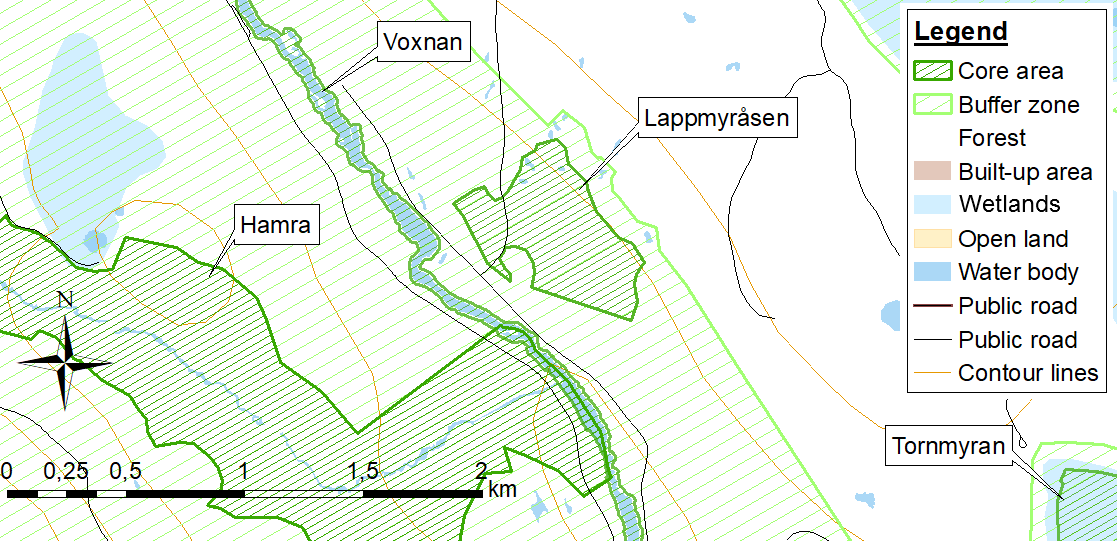 Voxnan
Lappmyråsen
Hamra
N
Tornmyran
Legend
Core area
Buffer zone
Forest
Built-up area
Wetlands
Open land
Water body
Public road
Public road
Contour lines
0 0,25 0,5 1 1,5 2
km